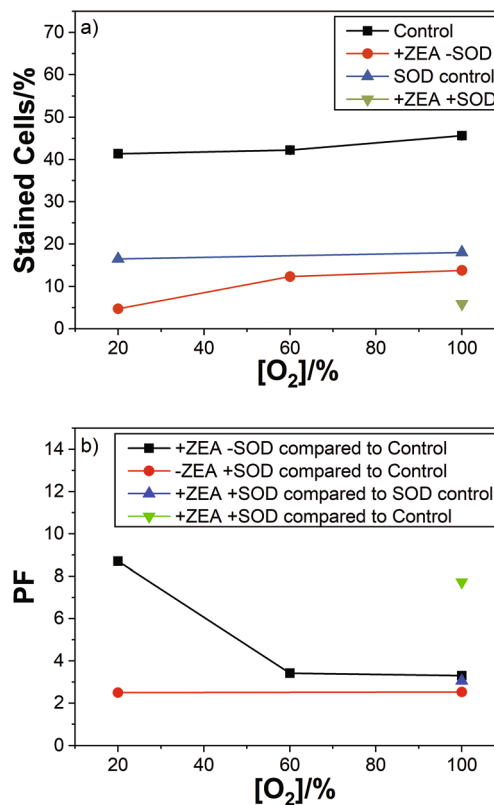 a)
Control
+ZEA -SOD
SOD control
+ZEA +SOD
70
60
50
40
30
20
10
0
Stained Cells/%
20 40 60 80 100
[O₂]/%
b)
+ZEA -SOD compared to Control
-ZEA +SOD compared to Control
+ZEA +SOD compared to SOD control
+ZEA +SOD compared to Control
14
12
10
8
6
4
2
0
PF
20 40 60 80 100
[O₂]/%